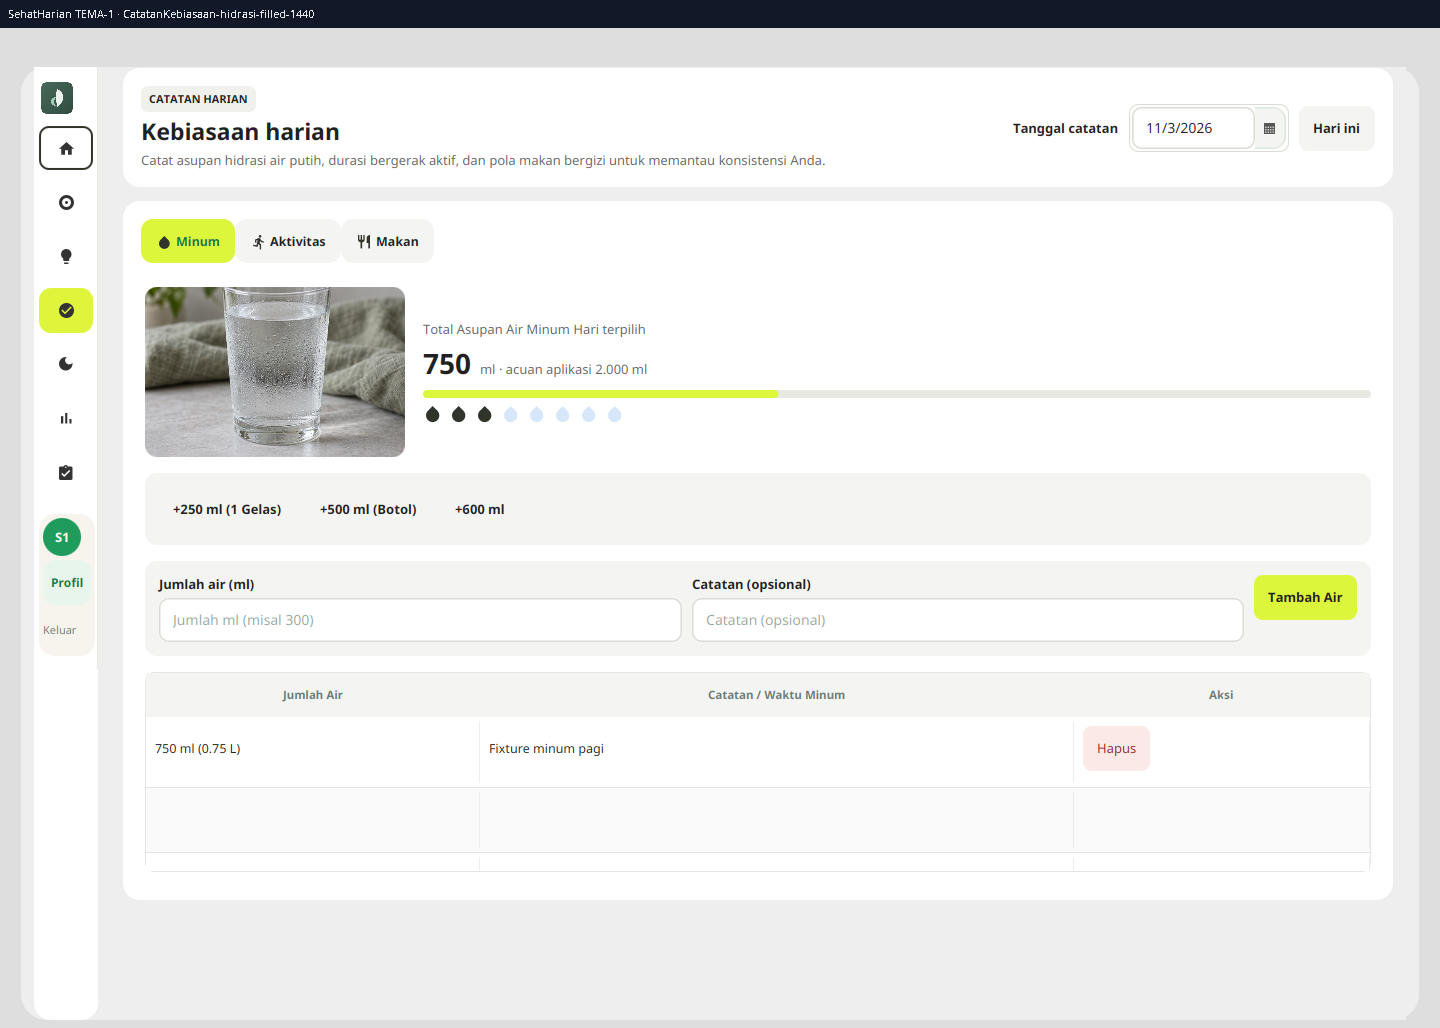 SehatHarian TEMA-1 · CatatanKebiasaan-hidrasi-filled-1440
CATATAN HARIAN
Kebiasaan harian
Catat asupan hidrasi air putih, durasi bergerak aktif, dan pola makan bergizi untuk memantau konsistensi Anda.
Tanggal catatan
11/3/2026
Hari ini
Minum
Aktivitas
Makan
Total Asupan Air Minum Hari terpilih
750 ml · acuan aplikasi 2.000 ml
+250 ml (1 Gelas)
+500 ml (Botol)
+600 ml
S1
Profil
Keluar
Jumlah air (ml)
Jumlah ml (misal 300)
Catatan (opsional)
Catatan (opsional)
Tambah Air
Jumlah Air
Catatan / Waktu Minum
Aksi
750 ml (0.75 L)
Fixture minum pagi
Hapus